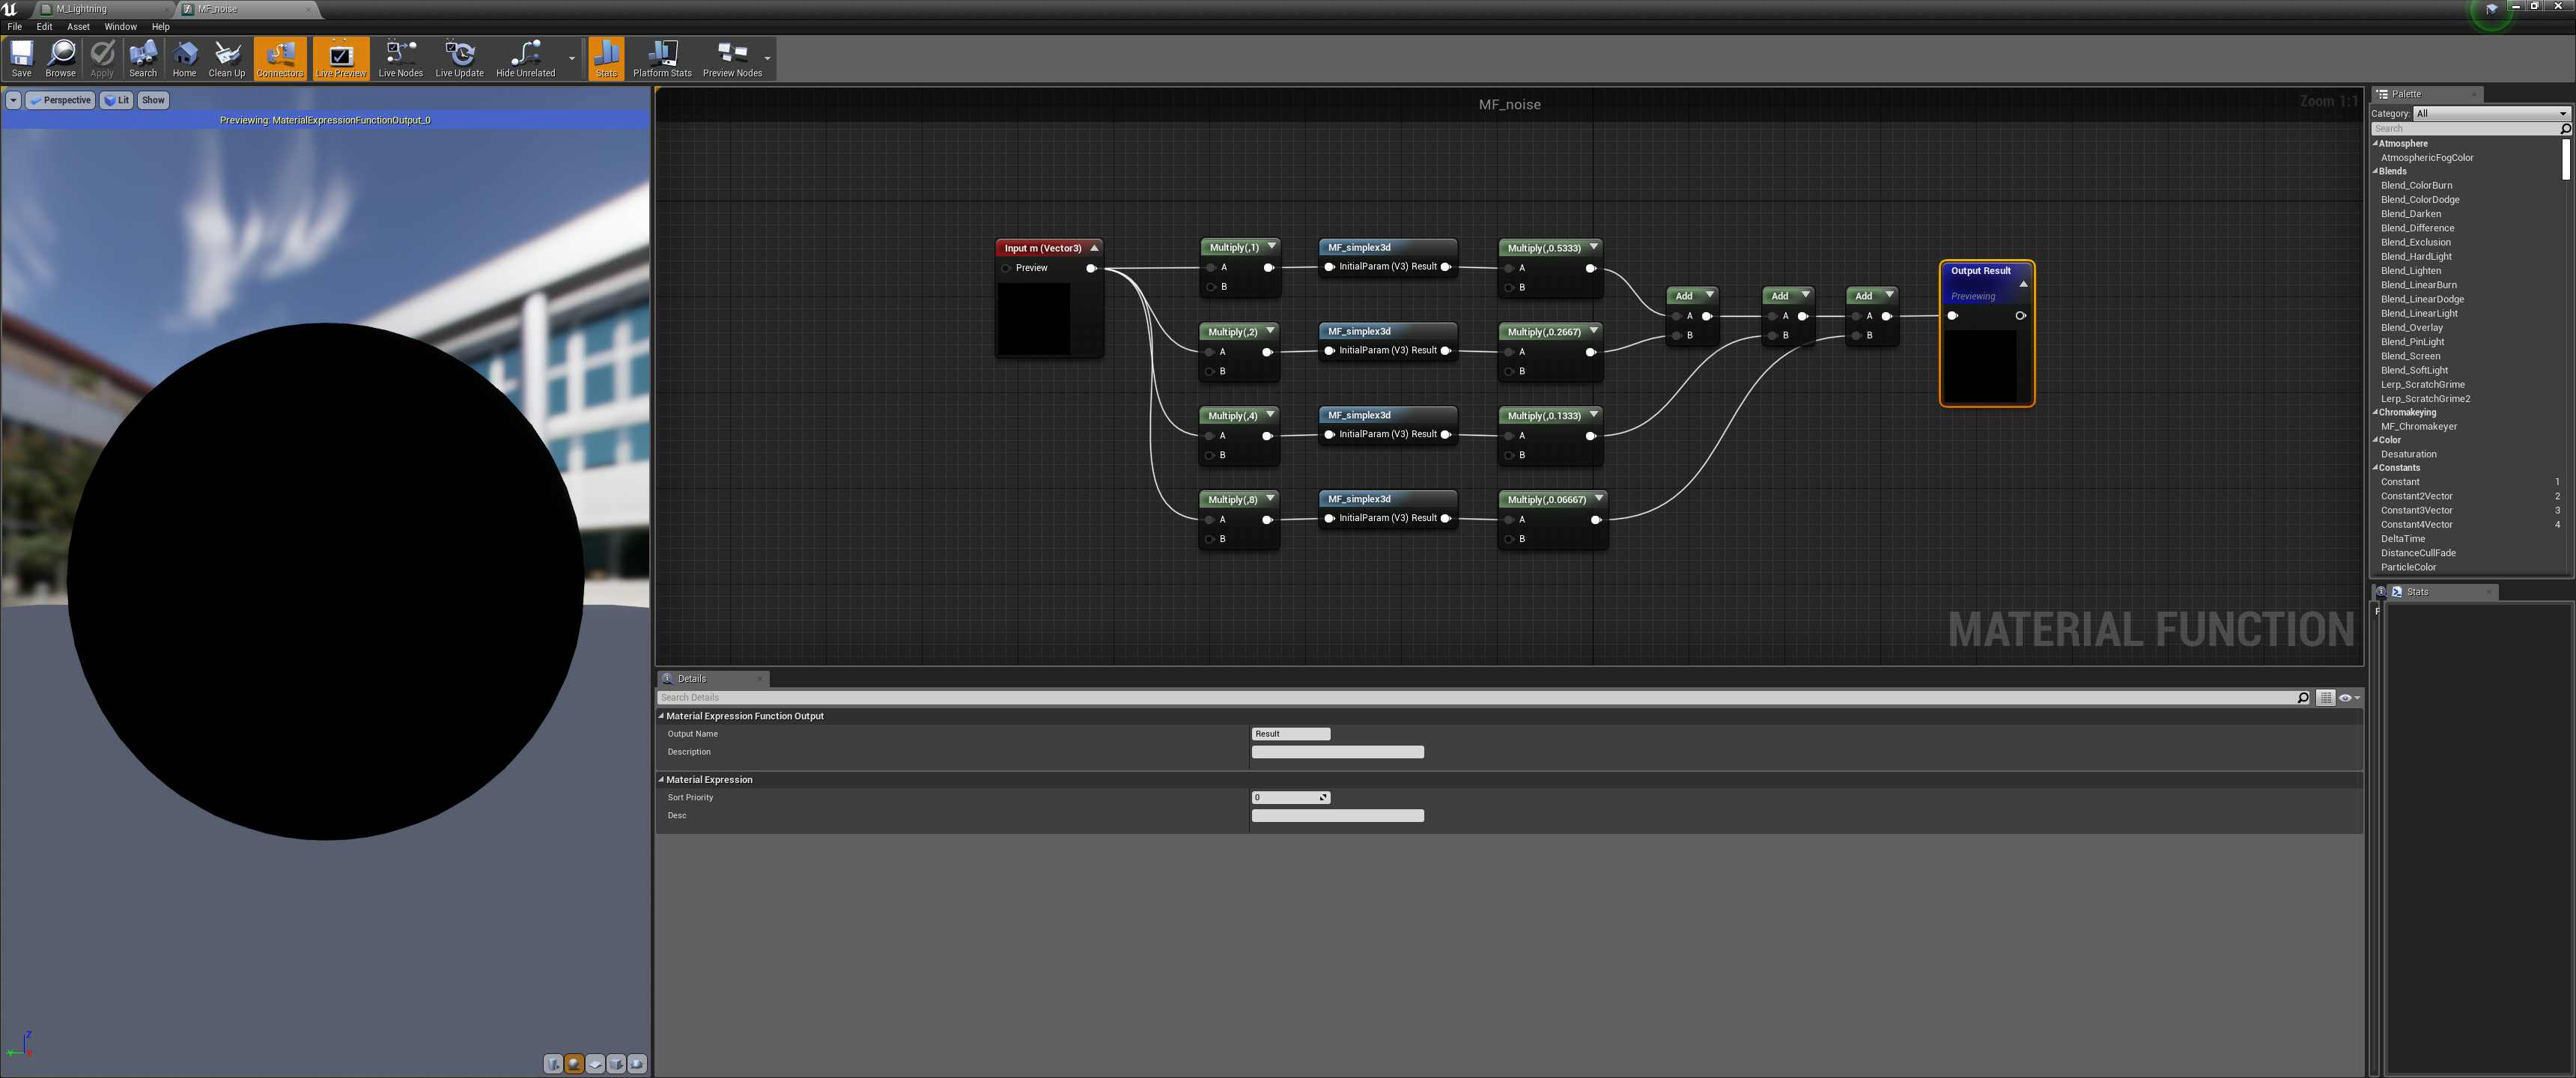 M_Lightning
MF_noise
File Edit Asset Window Help
Save Browse Apply Search Home Clean Up Connectors Live Preview Live Nodes Live Update Hide Unrelated Stats Platform Stats Preview Nodes
Perspective Lit Show
Previewing: MaterialExpressionFunctionOutput_0
Z
Y
X
MF_noise
Zoom 1:1
Input m (Vector3)
Preview
Multiply(,1)
A
B
MF_simplex3d
InitialParam (V3) Result
Multiply(,0.5333)
A
B
Multiply(,2)
A
B
MF_simplex3d
InitialParam (V3) Result
Multiply(,0.2667)
A
B
Multiply(,4)
A
B
MF_simplex3d
InitialParam (V3) Result
Multiply(,0.1333)
A
B
Multiply(,8)
A
B
MF_simplex3d
InitialParam (V3) Result
Multiply(,0.06667)
A
B
Add
A
B
Add
A
B
Add
A
B
Output Result
Previewing
MATERIAL FUNCTION
Details
Search Details
Material Expression Function Output
Output Name Result
Description
Material Expression
Sort Priority 0
Desc
Palette
Category: All
Search
Atmosphere
AtmosphericFogColor
Blends
Blend_ColorBurn
Blend_ColorDodge
Blend_Darken
Blend_Difference
Blend_Exclusion
Blend_HardLight
Blend_Lighten
Blend_LinearBurn
Blend_LinearDodge
Blend_LinearLight
Blend_Overlay
Blend_PinLight
Blend_Screen
Blend_SoftLight
Lerp_ScratchGrime
Lerp_ScratchGrime2
Chromakeying
MF_Chromakeyer
Color
Desaturation
Constants
Constant 1
Constant2Vector 2
Constant3Vector 3
Constant4Vector 4
DeltaTime
DistanceCullFade
ParticleColor
Stats